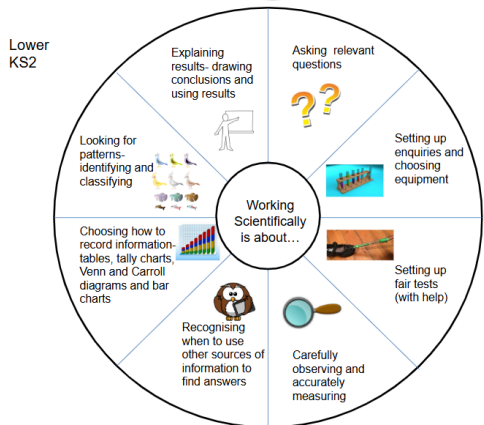 Lower
KS2
Explaining
results- drawing
conclusions and
using results
Asking relevant
questions
Setting up
enquiries and
choosing
equipment
Setting up
fair tests
(with help)
Carefully
observing and
accurately
measuring
Recognising
when to use
other sources of
information to
find answers
Choosing how to
record information-
tables, tally charts,
Venn and Carroll
diagrams and bar
charts
Looking for
patterns-
identifying and
classifying
Working
Scientifically
is about…